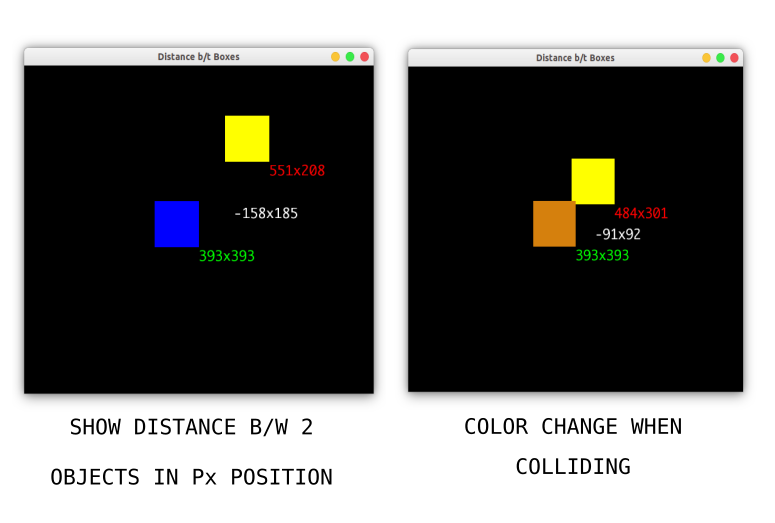 Distance b/t Boxes
551x208
-158x185
393x393
SHOW DISTANCE B/W 2
OBJECTS IN Px POSITION
Distance b/t Boxes
484x301
-91x92
393x393
COLOR CHANGE WHEN
COLLIDING